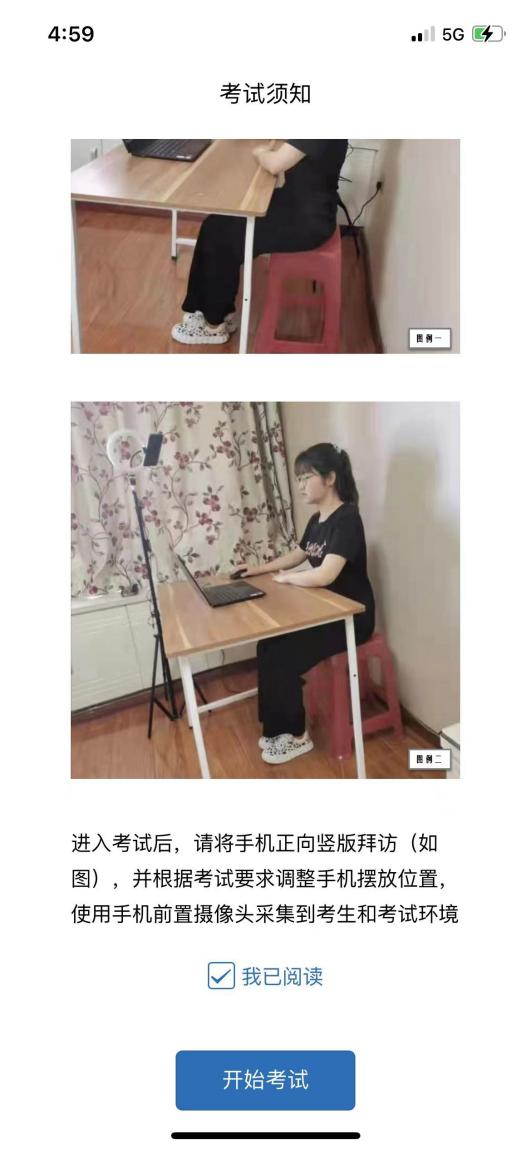 4:59
5G
考试须知
图例一
图例二
进入考试后，请将手机正向竖版拜访（如
图），并根据考试要求调整手机摆放位置，
使用手机前置摄像头采集到考生和考试环境
我已阅读
开始考试